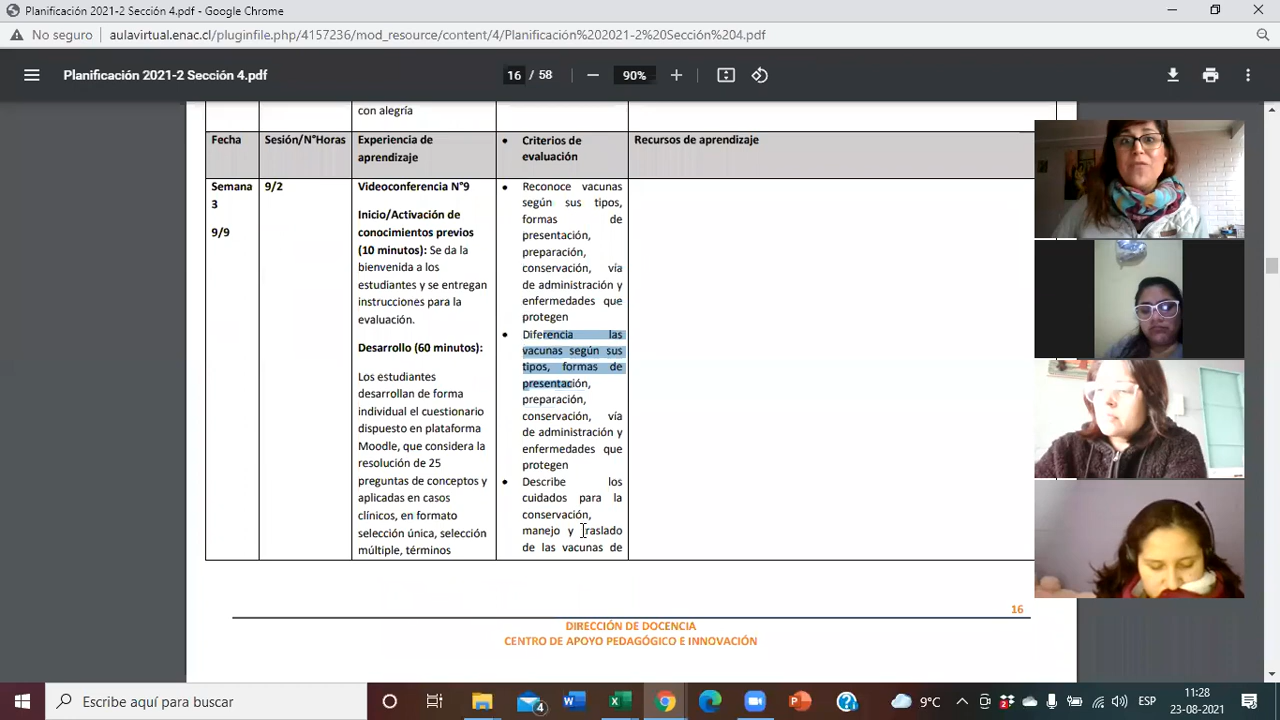 Planificación 2021-2 Sección 4.pdf - Google Chrome
No seguro
aulavirtual.enac.cl/pluginfile.php/4157236/mod_resource/content/4/Planificación%202021-2%20Sección%204.pdf
Planificación 2021-2 Sección 4.pdf
16 / 58
90%
con alegría
Fecha
Sesión/N°Horas
Experiencia de
aprendizaje
• Criterios de
evaluación
Recursos de aprendizaje
Semana
3
9/9
9/2
Videoconferencia N°9
Inicio/Activación de
conocimientos previos
(10 minutos): Se da la
bienvenida a los
estudiantes y se entregan
instrucciones para la
evaluación.
Desarrollo (60 minutos):
Los estudiantes
desarrollan de forma
individual el cuestionario
dispuesto en plataforma
Moodle, que considera la
resolución de 25
preguntas de conceptos y
aplicadas en casos
clínicos, en formato
selección única, selección
múltiple, términos
• Reconoce vacunas
según sus tipos,
formas de
presentación,
preparación,
conservación, vía
de administración y
enfermedades que
protegen
• Diferencia las
vacunas según sus
tipos, formas de
presentación,
preparación,
conservación, vía
de administración y
enfermedades que
protegen
• Describe los
cuidados para la
conservación,
manejo y traslado
de las vacunas de
16
DIRECCIÓN DE DOCENCIA
CENTRO DE APOYO PEDAGÓGICO E INNOVACIÓN
Escribe aquí para buscar
4
9°C
ESP
11:28
23-08-2021